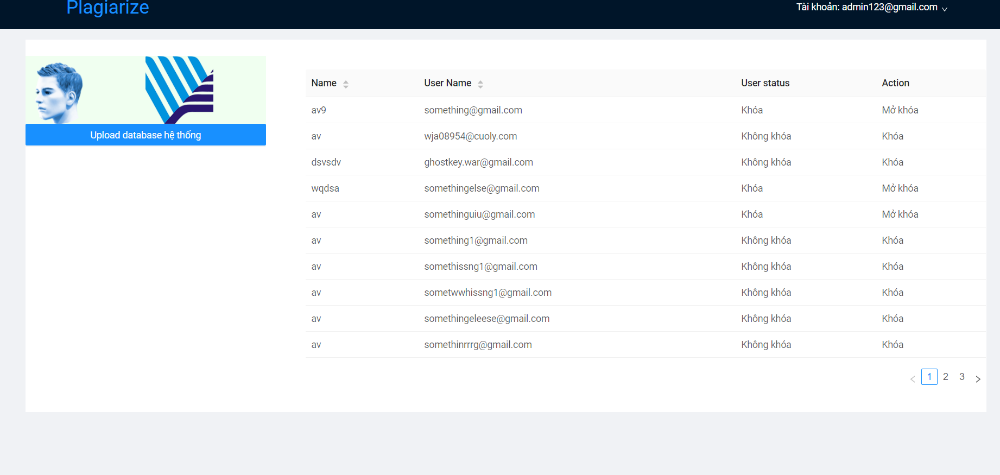 Plagiarize
Tài khoản: admin123@gmail.com
Upload database hệ thống
Name User Name User status Action
av9 something@gmail.com Khóa Mở khóa
av wja08954@cuoly.com Không khóa Khóa
dsvsdv ghostkey.war@gmail.com Không khóa Khóa
wqdsa somethingelse@gmail.com Khóa Mở khóa
av somethinguiu@gmail.com Khóa Mở khóa
av something1@gmail.com Không khóa Khóa
av somethissng1@gmail.com Không khóa Khóa
av sometwwhissng1@gmail.com Không khóa Khóa
av somethingeleese@gmail.com Không khóa Khóa
av somethinrrrg@gmail.com Không khóa Khóa
< 1 2 3 >